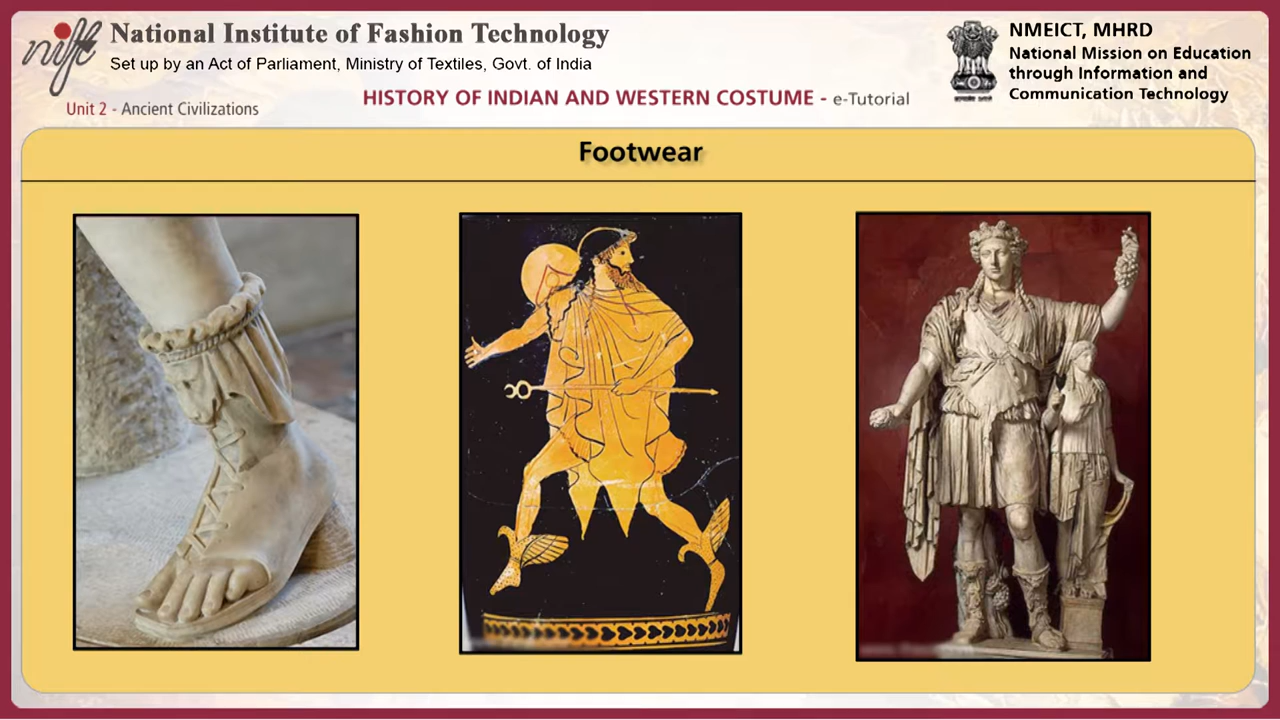 nift
National Institute of Fashion Technology
Set up by an Act of Parliament, Ministry of Textiles, Govt. of India
NMEICT, MHRD
National Mission on Education
through Information and
Communication Technology
Unit 2 - Ancient Civilizations
HISTORY OF INDIAN AND WESTERN COSTUME - e-Tutorial
Footwear